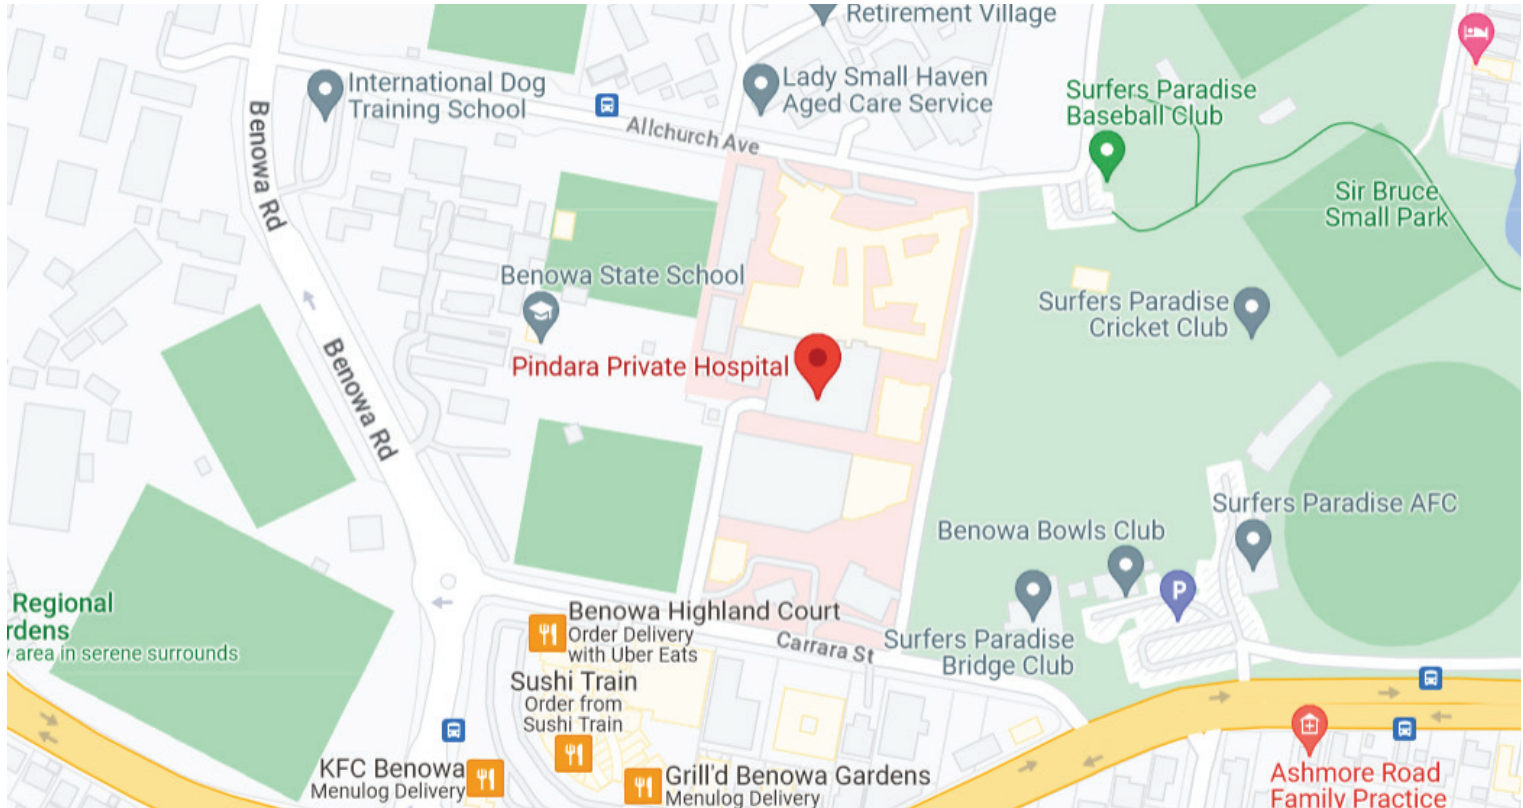 Retirement Village
International Dog
Training School
Lady Small Haven
Aged Care Service
Surfers Paradise
Baseball Club
Allchurch Ave
Benowa Rd
Sir Bruce
Small Park
Benowa State School
Surfers Paradise
Cricket Club
Pindara Private Hospital
Benowa Rd
Surfers Paradise AFC
Benowa Bowls Club
P
Regional
rdens
area in serene surrounds
Benowa Highland Court
Order Delivery
with Uber Eats
Carrara St
Surfers Paradise
Bridge Club
Sushi Train
Order from
Sushi Train
KFC Benowa
Menulog Delivery
Grill'd Benowa Gardens
Menulog Delivery
Ashmore Road
Family Practice